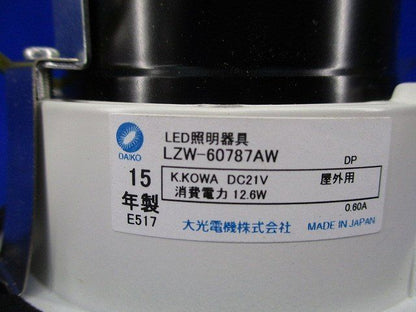 DAIKO
LED照明器具
LZW-60787AW
DP
15
年製
E517
K.KOWA DC21V
消費電力 12.6W
屋外用
0.60A
大光電機株式会社
MADE IN JAPAN